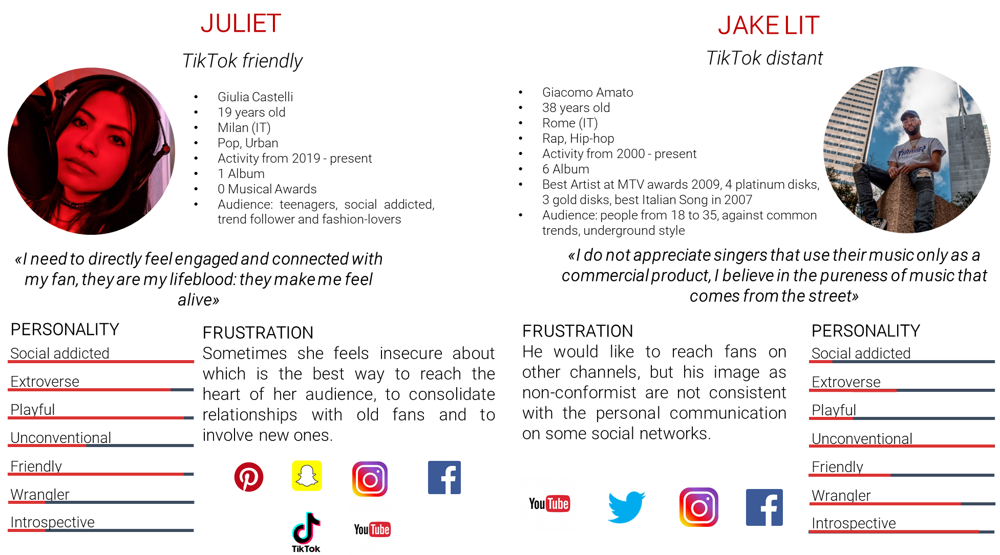 JULIET
TikTok friendly
• Giulia Castelli
• 19 years old
• Milan (IT)
• Pop, Urban
• Activity from 2019 - present
• 1 Album
• 0 Musical Awards
• Audience: teenagers, social addicted,
trend follower and fashion-lovers
«I need to directly feel engaged and connected with
my fan, they are my lifeblood: they make me feel
alive»
PERSONALITY
Social addicted
Extroverse
Playful
Unconventional
Friendly
Wrangler
Introspective
FRUSTRATION
Sometimes she feels insecure about
which is the best way to reach the
heart of her audience, to consolidate
relationships with old fans and to
involve new ones.
TikTok
YouTube
JAKE LIT
TikTok distant
• Giacomo Amato
• 38 years old
• Rome (IT)
• Rap, Hip-hop
• Activity from 2000 - present
• 6 Album
• Best Artist at MTV awards 2009, 4 platinum disks,
3 gold disks, best Italian Song in 2007
• Audience: people from 18 to 35, against common
trends, underground style
THRASHER
«I do not appreciate singers that use their music only as a
commercial product, I believe in the pureness of music that
comes from the street»
FRUSTRATION
He would like to reach fans on
other channels, but his image as
non-conformist are not consistent
with the personal communication
on some social networks.
YouTube
PERSONALITY
Social addicted
Extroverse
Playful
Unconventional
Friendly
Wrangler
Introspective